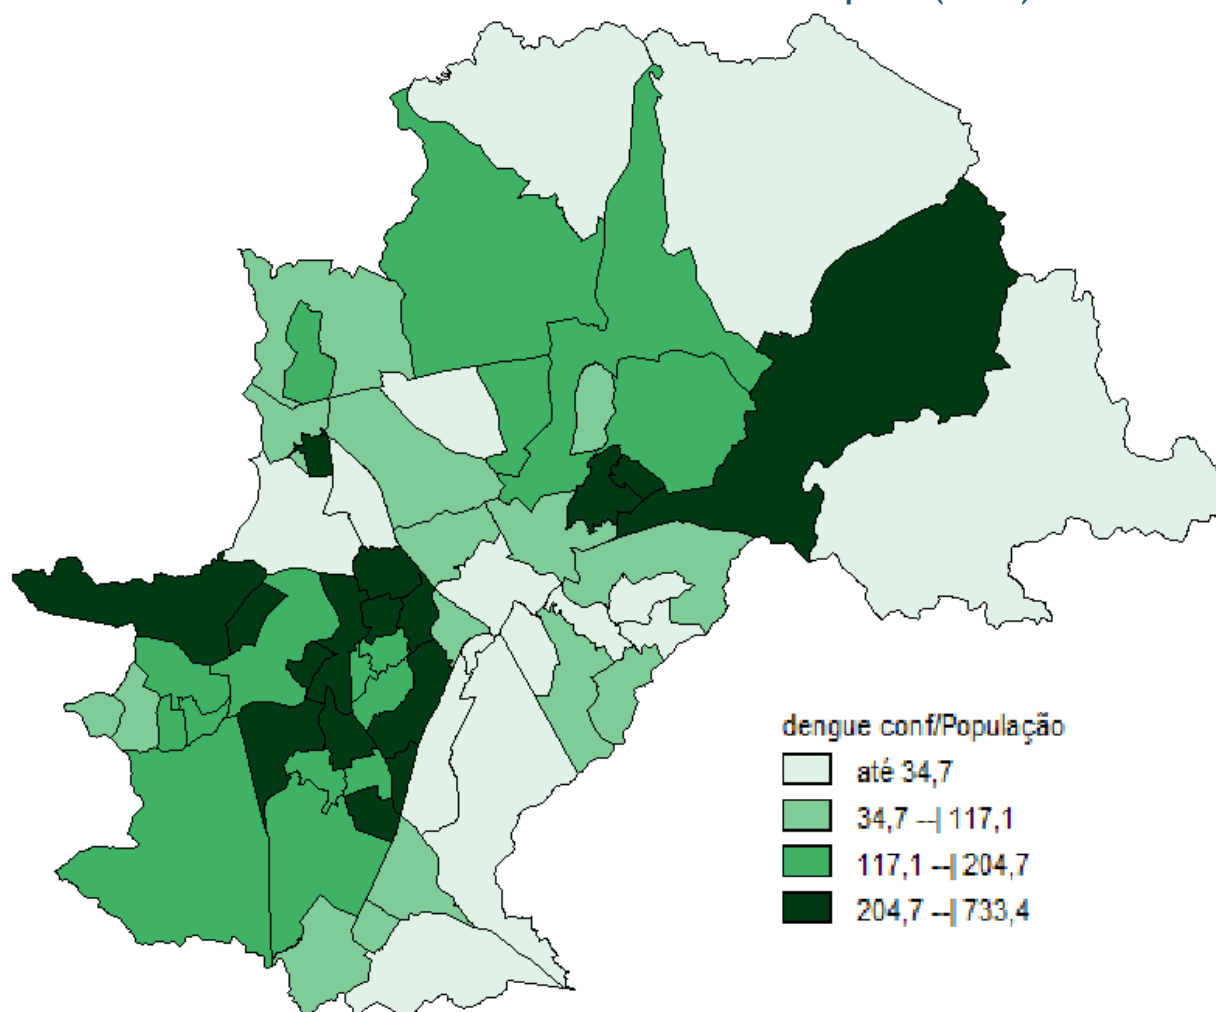 dengue conf/População
até 34,7
34,7 --| 117,1
117,1 --| 204,7
204,7 --| 733,4